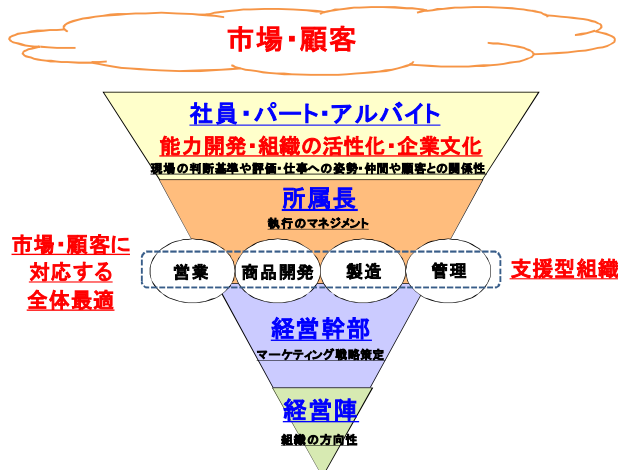 市場・顧客
社員・パート・アルバイト
能力開発・組織の活性化・企業文化
現場の判断基準や評価・仕事への姿勢・仲間や顧客との関係性
所属長
執行のマネジメント
市場・顧客に
対応する
全体最適
営業
商品開発
製造
管理
支援型組織
経営幹部
マーケティング戦略策定
経営陣
組織の方向性